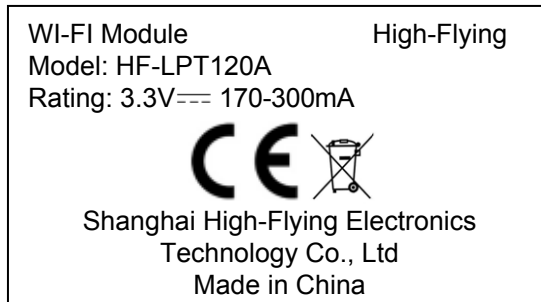 WI-FI Module High-Flying
Model: HF-LPT120A
Rating: 3.3V⎓ 170-300mA
CE
Shanghai High-Flying Electronics
Technology Co., Ltd
Made in China